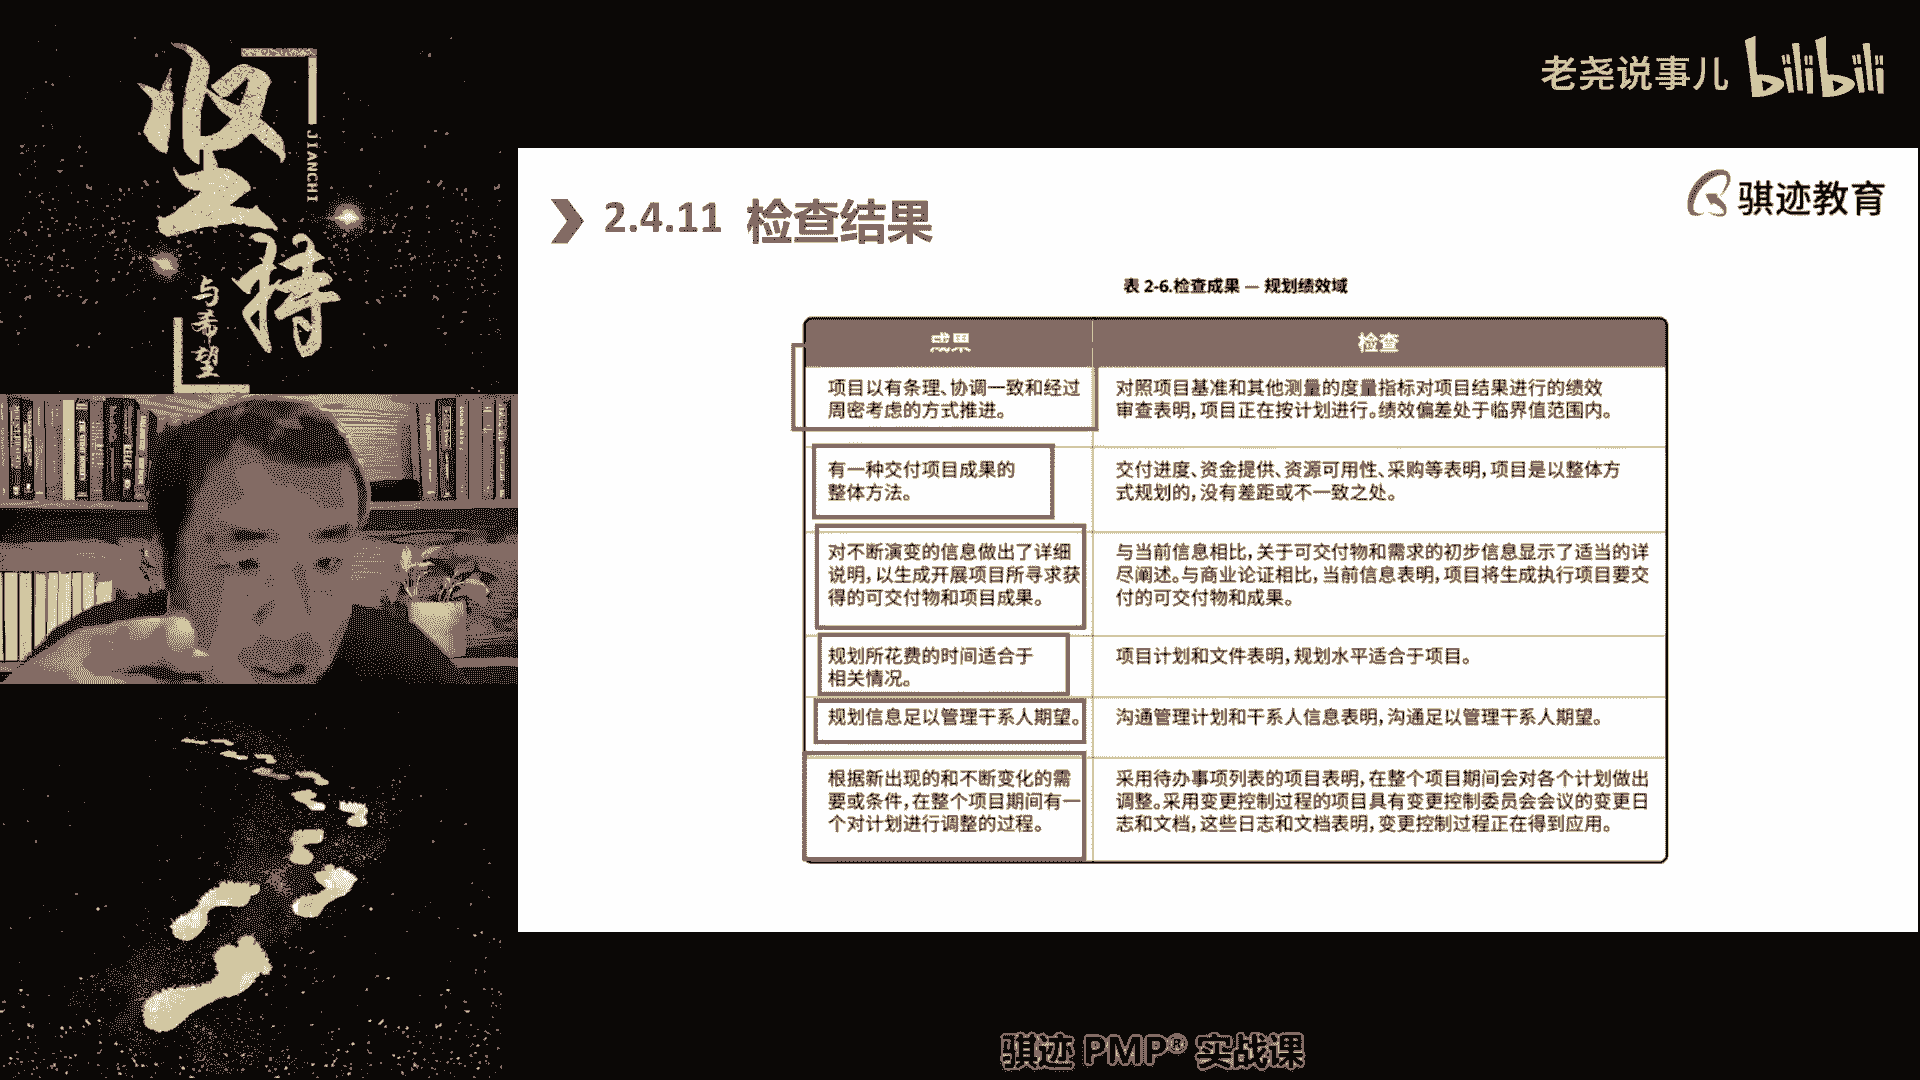 坚
持
JIANCHI
与希望
老尧说事儿 bilibili
骐迹教育
2.4.11 检查结果
表 2-6.检查成果 — 规划绩效域
成果 检查
项目以有条理、协调一致和经过
周密考虑的方式推进。
对照项目基准和其他测量的度量指标对项目结果进行的绩效
审查表明,项目正在按计划进行。绩效偏差处于临界值范围内。
有一种交付项目成果的
整体方法。
交付进度、资金提供、资源可用性、采购等表明,项目是以整体方
式规划的,没有差距或不一致之处。
对不断演变的信息做出了详细
说明,以生成开展项目所寻求获
得的可交付物和项目成果。
与当前信息相比,关于可交付物和需求的初步信息显示了适当的详
尽阐述。与商业论证相比,当前信息表明,项目将生成执行项目要交
付的可交付物和成果。
规划所花费的时间适合于
相关情况。
项目计划和文件表明,规划水平适合于项目。
规划信息足以管理干系人期望。
沟通管理计划和干系人信息表明,沟通足以管理干系人期望。
根据新出现的和不断变化的需
要或条件,在整个项目期间有一
个对计划进行调整的过程。
采用待办事项列表的项目表明,在整个项目期间会对各个计划做出
调整。采用变更控制过程的项目具有变更控制委员会会议的变更日
志和文档,这些日志和文档表明,变更控制过程正在得到应用。
骐迹 PMP® 实战课